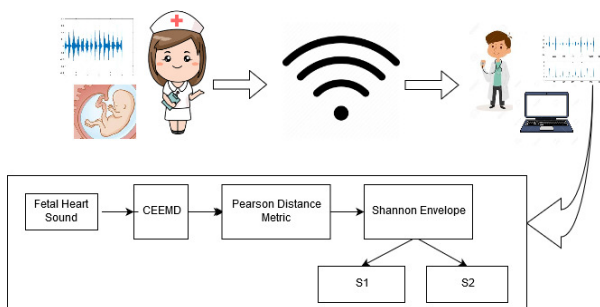 Fetal Heart
Sound
CEEMD
Pearson Distance
Metric
Shannon Envelope
S1
S2